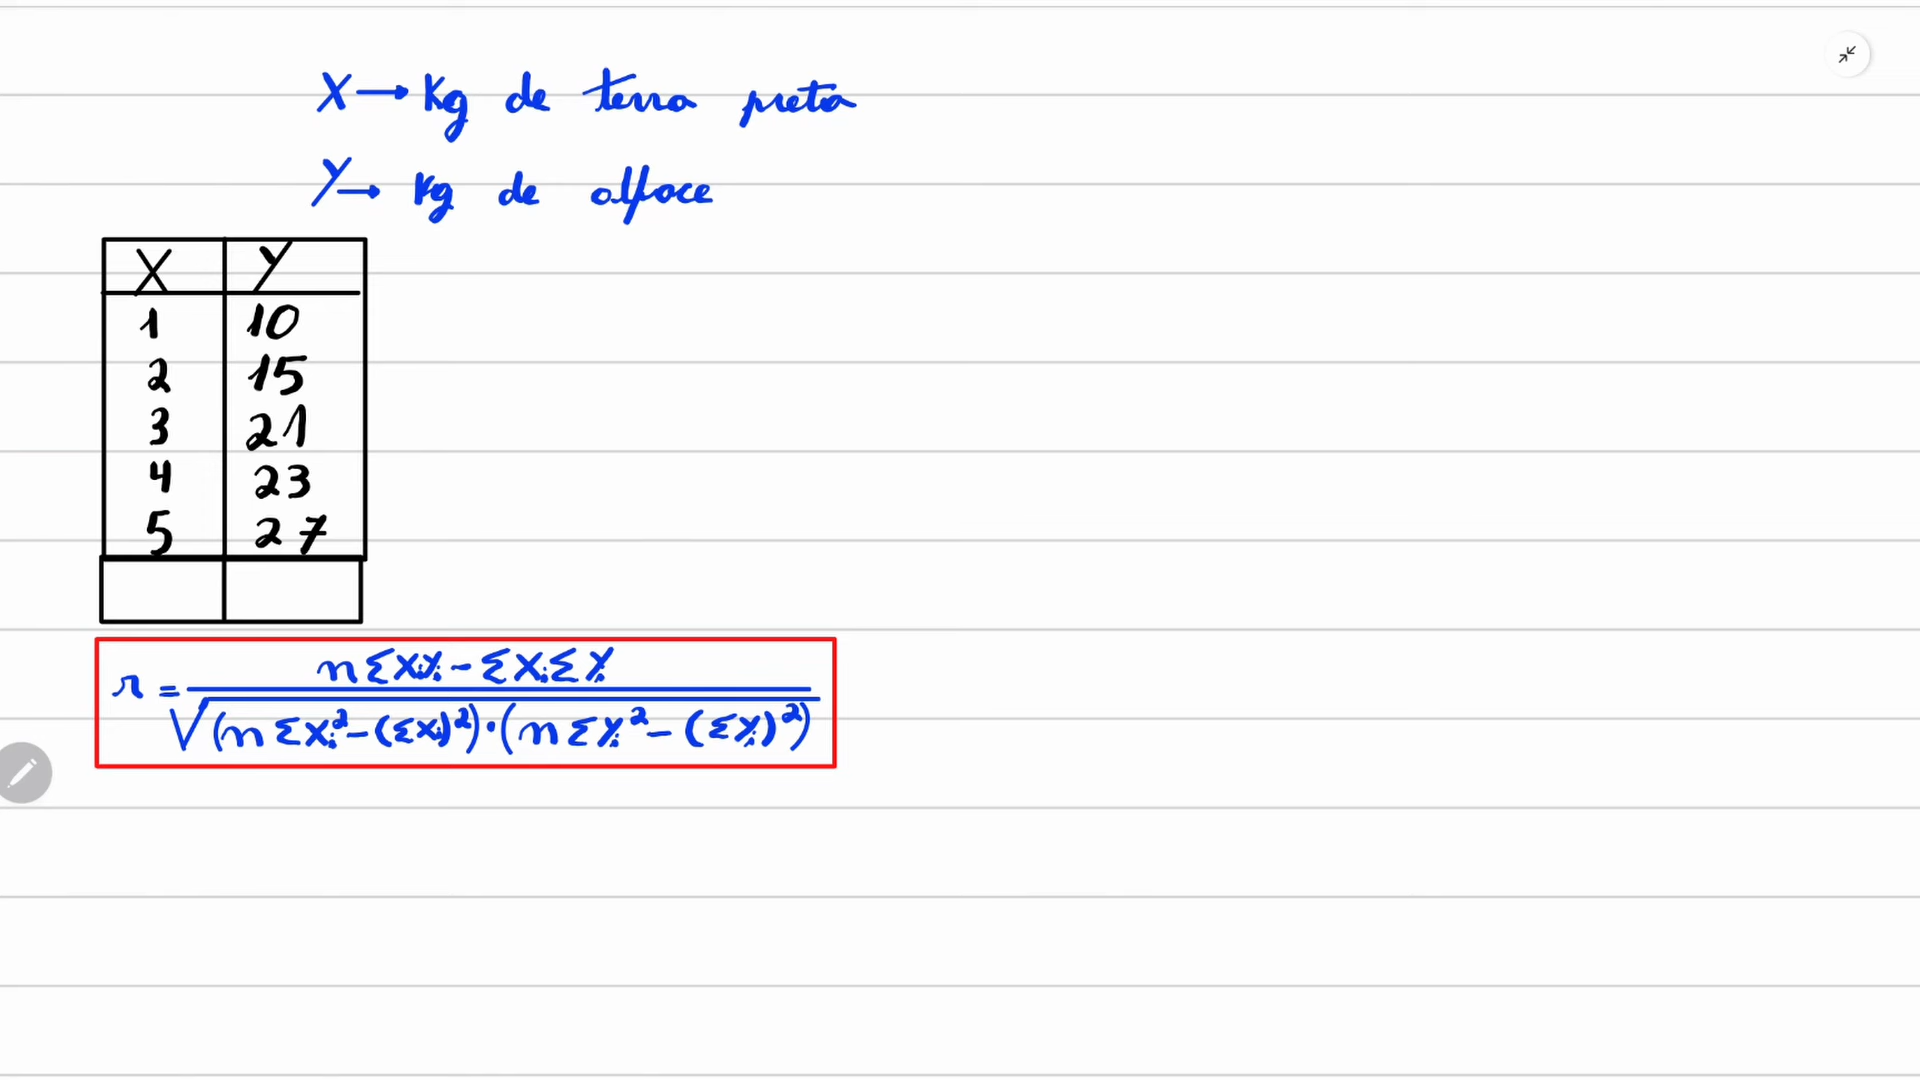 X → Kg de terra preta
Y → Kg de alface
X Y
1 10
2 15
3 21
4 23
5 27
r = nΣXiYi - ΣXiΣYi
√(nΣXi² - (ΣXi)²)·(nΣYi² - (ΣYi)²)